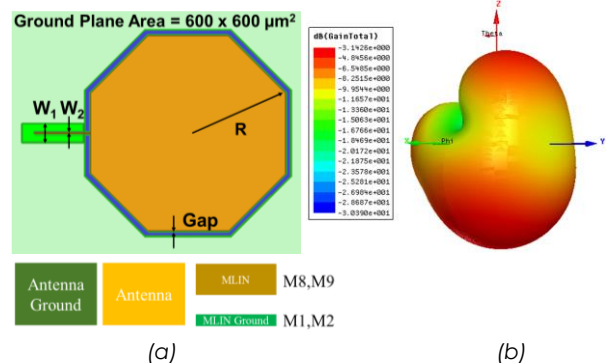 Ground Plane Area = 600 x 600 µm²
W₁ W₂
R
Gap
Antenna Ground
Antenna
MLIN
M8,M9
MLIN Ground
M1,M2
(a)
dB(GainTotal)
-3.1426e+000
-4.8456e+000
-6.5485e+000
-8.2515e+000
-9.9544e+000
-1.1657e+001
-1.3360e+001
-1.5063e+001
-1.6766e+001
-1.8469e+001
-2.0172e+001
-2.1875e+001
-2.3578e+001
-2.5281e+001
-2.6984e+001
-2.8687e+001
-3.0390e+001
Z
Theta
Phi
Y
(b)